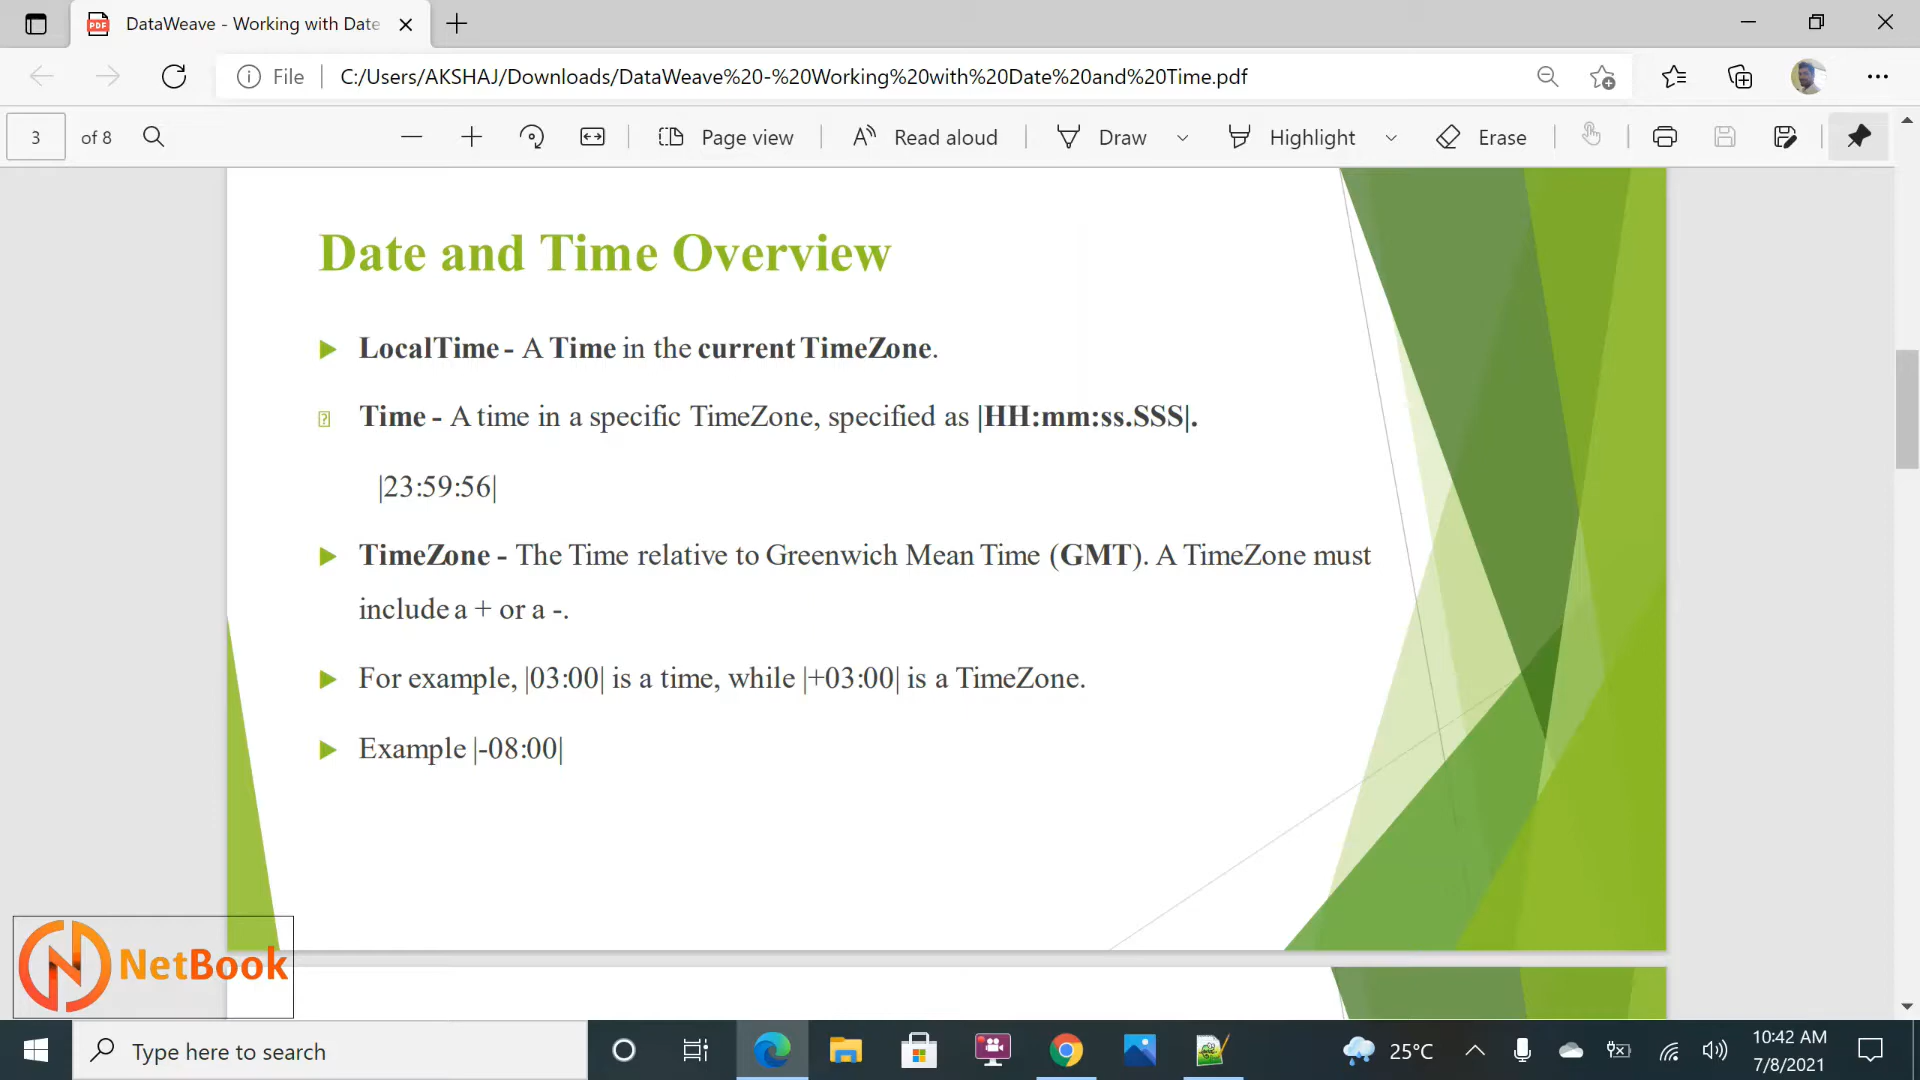 DataWeave - Working with Date
File
C:/Users/AKSHAJ/Downloads/DataWeave%20-%20Working%20with%20Date%20and%20Time.pdf
3 of 8
Page view
Read aloud
Draw
Highlight
Erase
Date and Time Overview
LocalTime - A Time in the current TimeZone.
Time - A time in a specific TimeZone, specified as |HH:mm:ss.SSS|.
|23:59:56|
TimeZone - The Time relative to Greenwich Mean Time (GMT). A TimeZone must
include a + or a -.
For example, |03:00| is a time, while |+03:00| is a TimeZone.
Example |-08:00|
NetBook
Type here to search
25°C
10:42 AM
7/8/2021